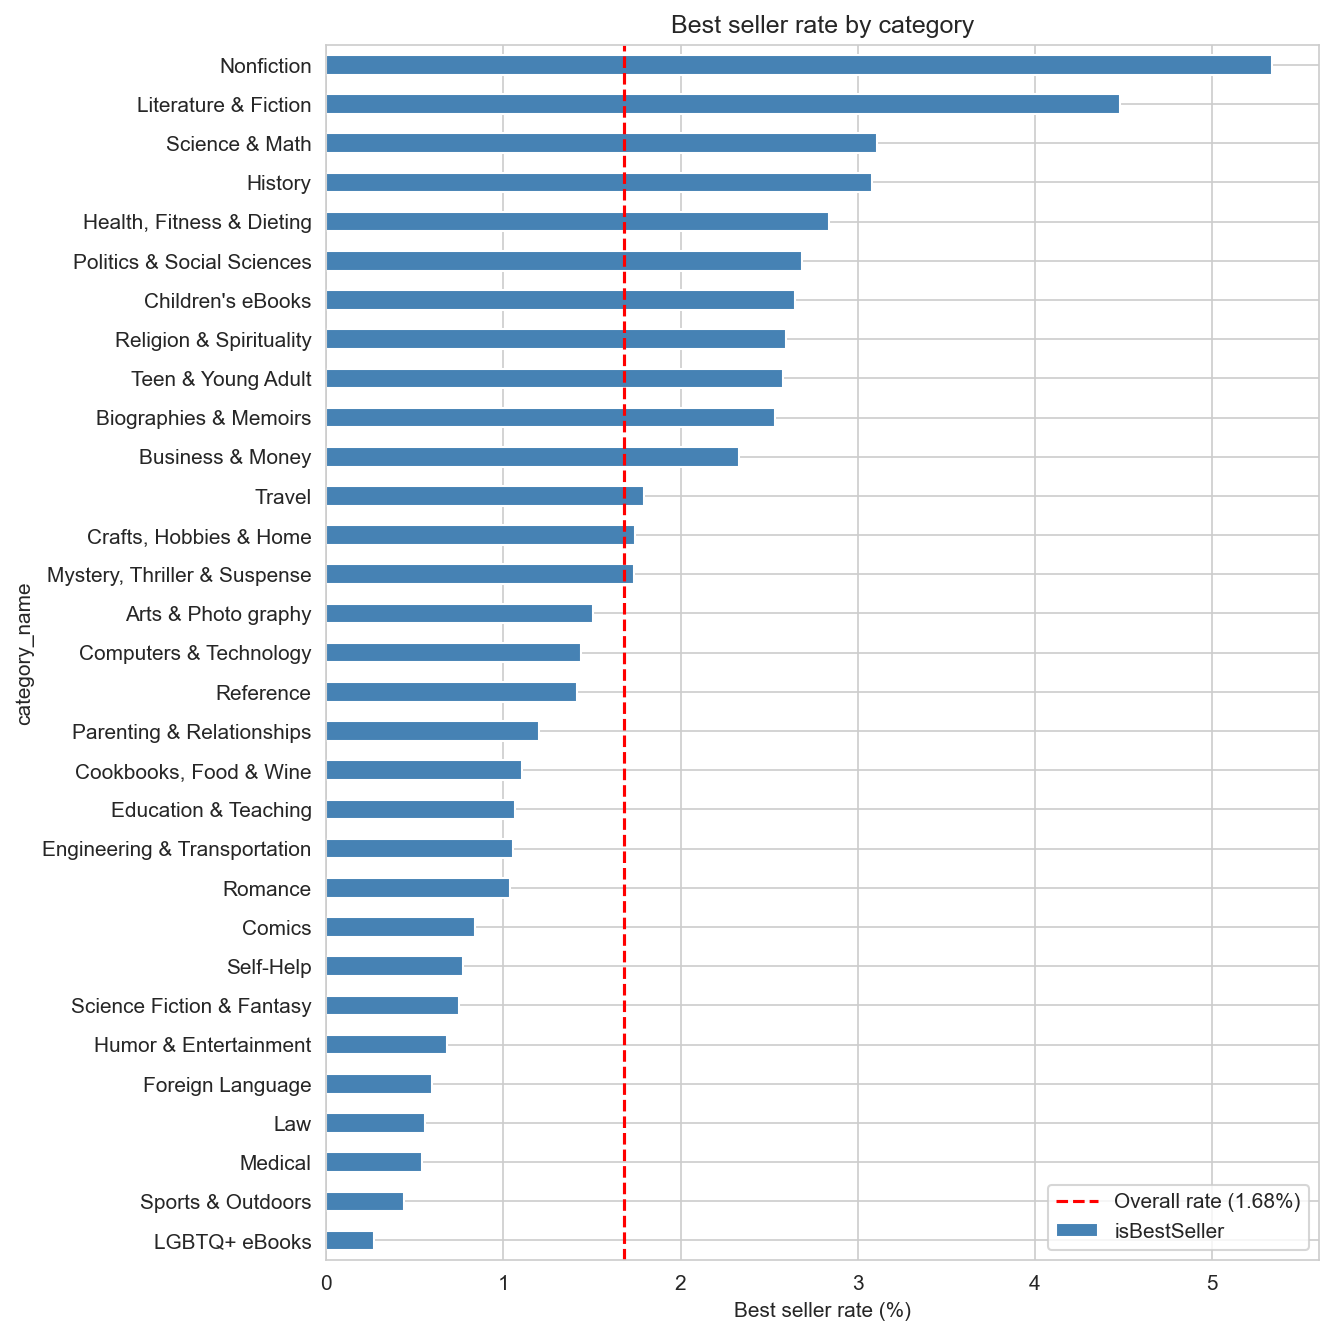 Best seller rate by category
Nonfiction
Literature & Fiction
Science & Math
History
Health, Fitness & Dieting
Politics & Social Sciences
Children's eBooks
Religion & Spirituality
Teen & Young Adult
Biographies & Memoirs
Business & Money
Travel
Crafts, Hobbies & Home
Mystery, Thriller & Suspense
Arts & Photo graphy
Computers & Technology
Reference
Parenting & Relationships
Cookbooks, Food & Wine
Education & Teaching
Engineering & Transportation
Romance
Comics
Self-Help
Science Fiction & Fantasy
Humor & Entertainment
Foreign Language
Law
Medical
Sports & Outdoors
LGBTQ+ eBooks
category_name
Overall rate (1.68%)
isBestSeller
0 1 2 3 4 5
Best seller rate (%)